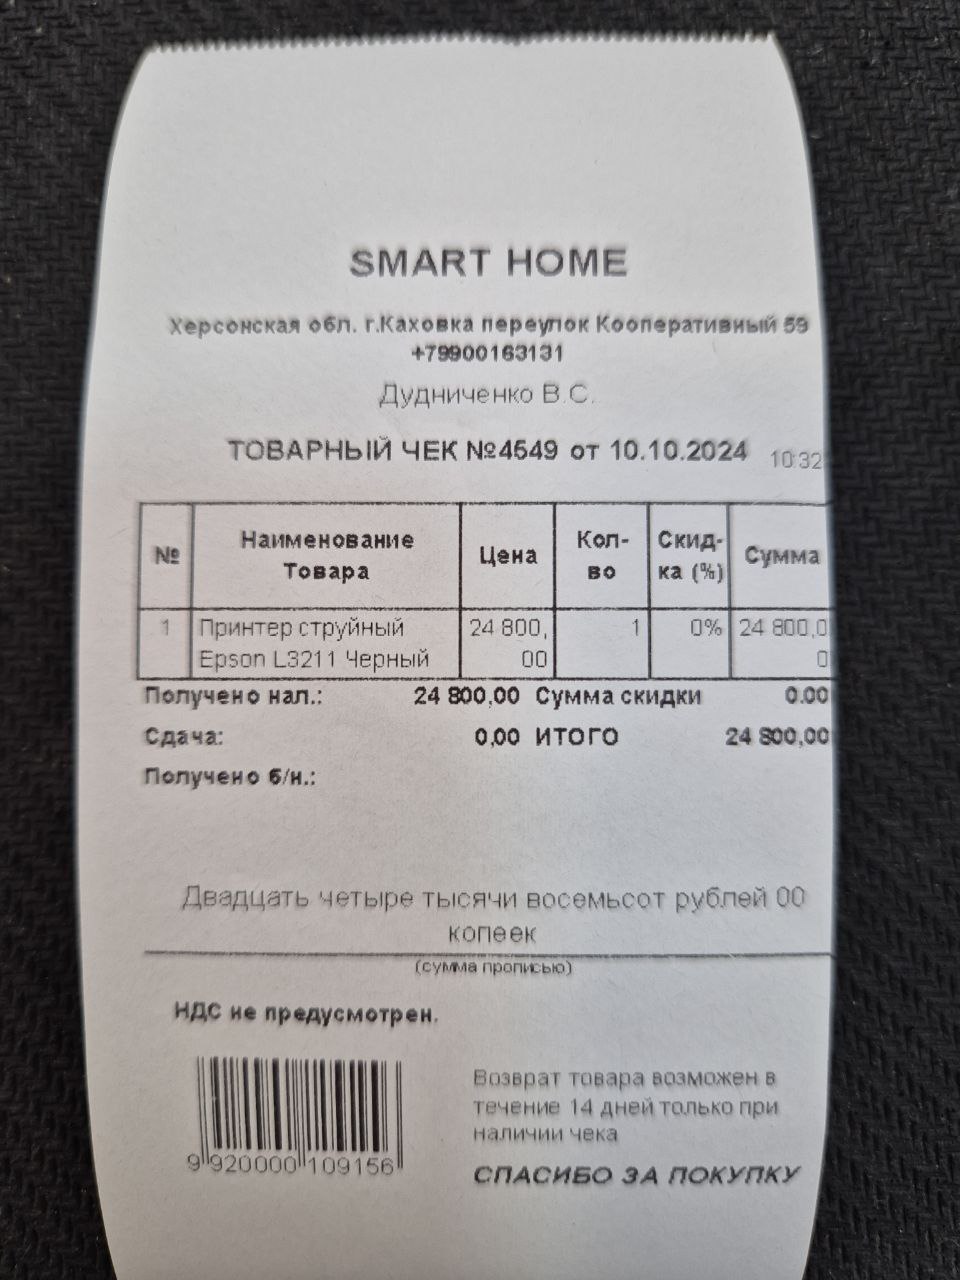 SMART HOME
Херсонская обл. г.Каховка переулок Кооперативный 59
+79900163131
Дудниченко В.С.
ТОВАРНЫЙ ЧЕК №4549 от 10.10.2024 10:32
№ Наименование Товара Цена Кол-во Скид-ка (%) Сумма
1 Принтер струйный 24 800, 1 0% 24 800,0
Epson L3211 Черный 00 0
Получено нал.: 24 800,00 Сумма скидки 0.00
Сдача: 0,00 ИТОГО 24 800,00
Получено б/н.:
Двадцать четыре тысячи восемьсот рублей 00
копеек
(сумма прописью)
НДС не предусмотрен.
Возврат товара возможен в
течение 14 дней только при
наличии чека
9 920000 109156
СПАСИБО ЗА ПОКУПКУ